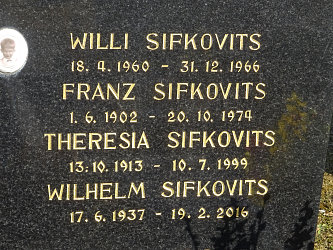 WILLI SIFKOVITS
18. 4. 1960 - 31. 12. 1966
FRANZ SIFKOVITS
1. 6. 1902 - 20. 10. 1974
THERESIA SIFKOVITS
13. 10. 1913 - 10. 7. 1999
WILHELM SIFKOVITS
17. 6. 1937 - 19. 2. 2016